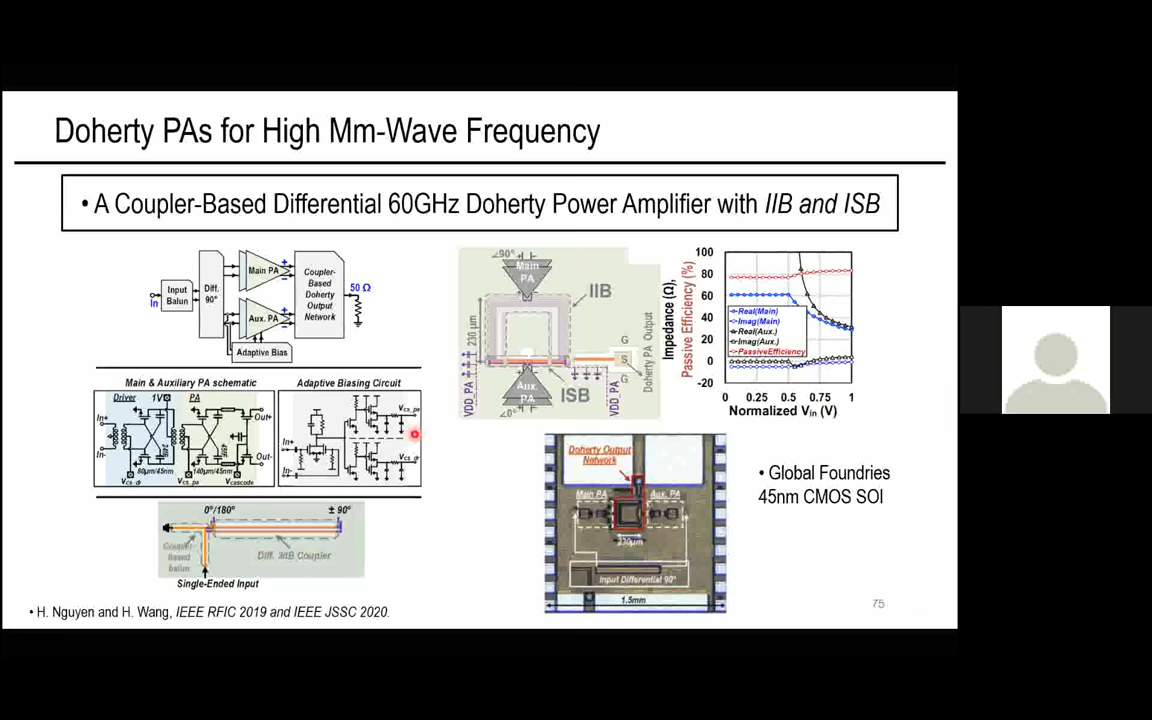 Doherty PAs for High Mm-Wave Frequency
• A Coupler-Based Differential 60GHz Doherty Power Amplifier with IIB and ISB
In
Input
Balun
Diff.
90°
Main PA
Aux. PA
Adaptive Bias
Coupler-
Based
Doherty
Output
Network
50 Ω
Main & Auxiliary PA schematic
Adaptive Biasing Circuit
Driver
1V
PA
In+
In-
Out+
Out-
80μm/45nm
140μm/45nm
Vcs_dr
Vcs_pa
Vcascode
In+
In-
Vcs_pa
Vcs_dr
0°/180°
± 90°
Coupler
based
balun
Diff. 3dB Coupler
Single-Ended Input
∠90°
Main
PA
IIB
230 μm
G
S
G
Doherty PA Output
VDD_PA
Aux.
PA
ISB
VDD_PA
∠0°
Impedance (Ω),
Passive Efficiency (%)
100
80
60
40
20
0
-20
Real(Main)
Imag(Main)
Real(Aux.)
Imag(Aux.)
PassiveEfficiency
0 0.25 0.5 0.75 1
Normalized Vin (V)
Doherty Output
Network
Main PA
Aux. PA
230μm
Input Differential 90°
1.5mm
• Global Foundries
45nm CMOS SOI
• H. Nguyen and H. Wang, IEEE RFIC 2019 and IEEE JSSC 2020.
75